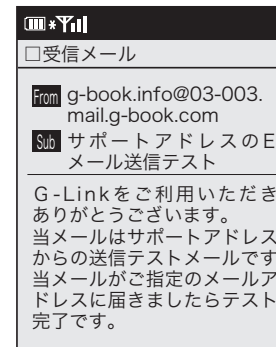 □受信メール
From g-book.info@03-003.
mail.g-book.com
Sub サポートアドレスのE
メール送信テスト
G-Linkをご利用いただき
ありがとうございます。
当メールはサポートアドレス
からの送信テストメールです
当メールがご指定のメールア
ドレスに届きましたらテスト
完了です。